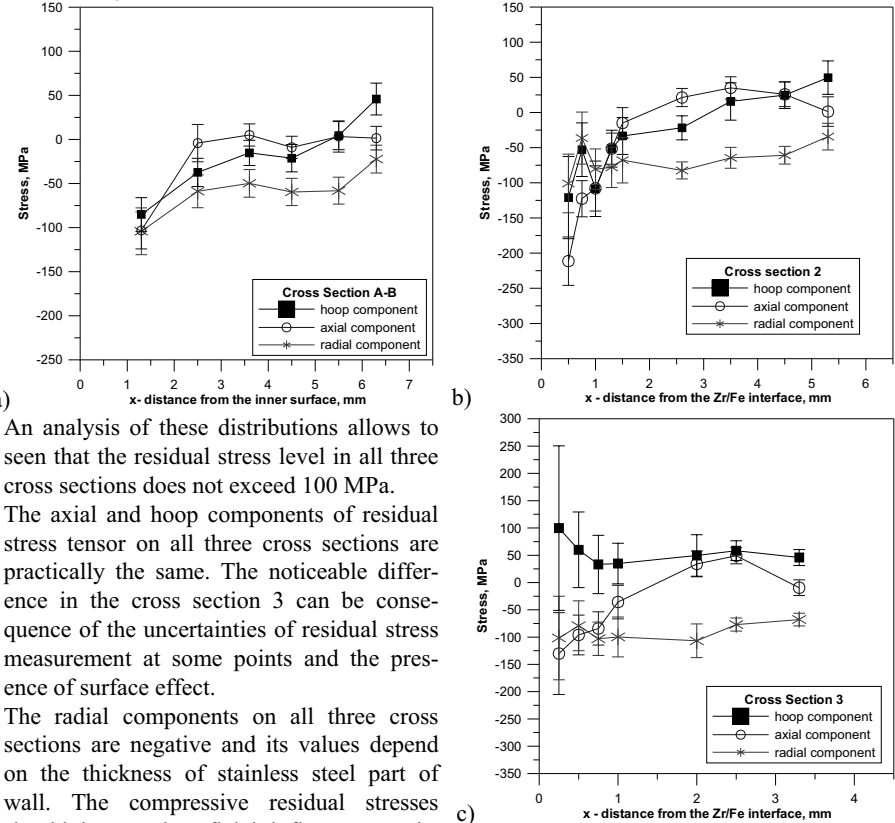 150
100
50
0
-50
-100
-150
-200
-250
Stress, MPa
Cross Section A-B
hoop component
axial component
radial component
0 1 2 3 4 5 6 7
x- distance from the inner surface, mm
150
100
50
0
-50
-100
-150
-200
-250
-300
-350
Stress, MPa
Cross section 2
hoop component
axial component
radial component
0 1 2 3 4 5 6
x - distance from the Zr/Fe interface, mm
b)
An analysis of these distributions allows to
seen that the residual stress level in all three
cross sections does not exceed 100 MPa.
The axial and hoop components of residual
stress tensor on all three cross sections are
practically the same. The noticeable differ-
ence in the cross section 3 can be conse-
quence of the uncertainties of residual stress
measurement at some points and the pres-
ence of surface effect.
The radial components on all three cross
sections are negative and its values depend
on the thickness of stainless steel part of
wall. The compressive residual stresses
300
250
200
150
100
50
0
-50
-100
-150
-200
-250
-300
-350
Stress, MPa
Cross Section 3
hoop component
axial component
radial component
0 1 2 3 4
x - distance from the Zr/Fe interface, mm
c)